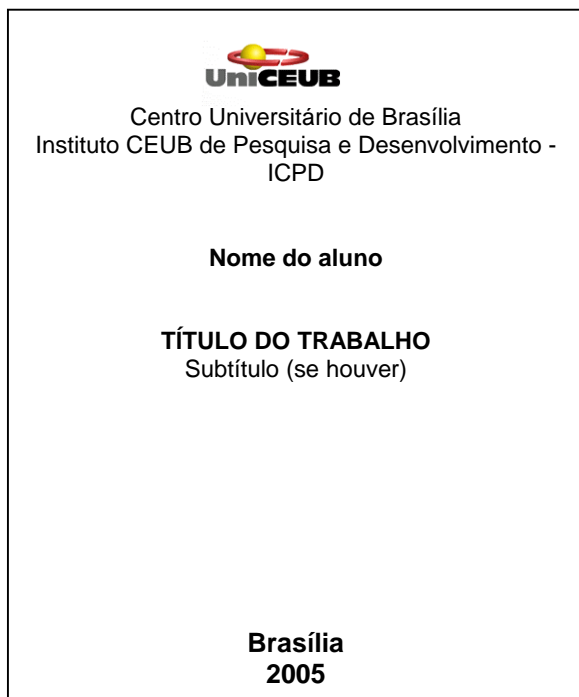 UniCEUB
Centro Universitário de Brasília
Instituto CEUB de Pesquisa e Desenvolvimento -
ICPD
Nome do aluno
TÍTULO DO TRABALHO
Subtítulo (se houver)
Brasília
2005